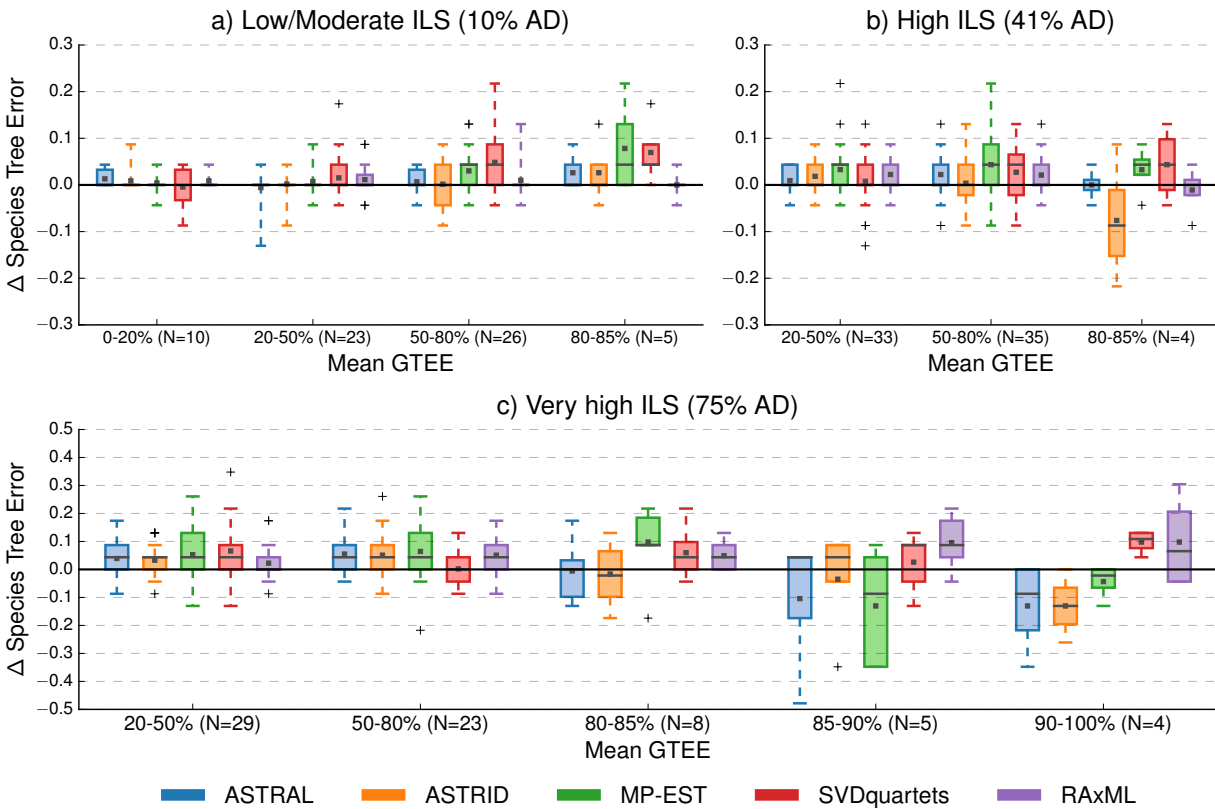 a) Low/Moderate ILS (10% AD)
Δ Species Tree Error
0.3
0.2
0.1
0.0
−0.1
−0.2
−0.3
0-20% (N=10) 20-50% (N=23) 50-80% (N=26) 80-85% (N=5)
Mean GTEE
b) High ILS (41% AD)
0.3
0.2
0.1
0.0
−0.1
−0.2
−0.3
20-50% (N=33) 50-80% (N=35) 80-85% (N=4)
Mean GTEE
c) Very high ILS (75% AD)
Δ Species Tree Error
0.5
0.4
0.3
0.2
0.1
0.0
−0.1
−0.2
−0.3
−0.4
−0.5
20-50% (N=29) 50-80% (N=23) 80-85% (N=8) 85-90% (N=5) 90-100% (N=4)
Mean GTEE
ASTRAL ASTRID MP-EST SVDquartets RAxML